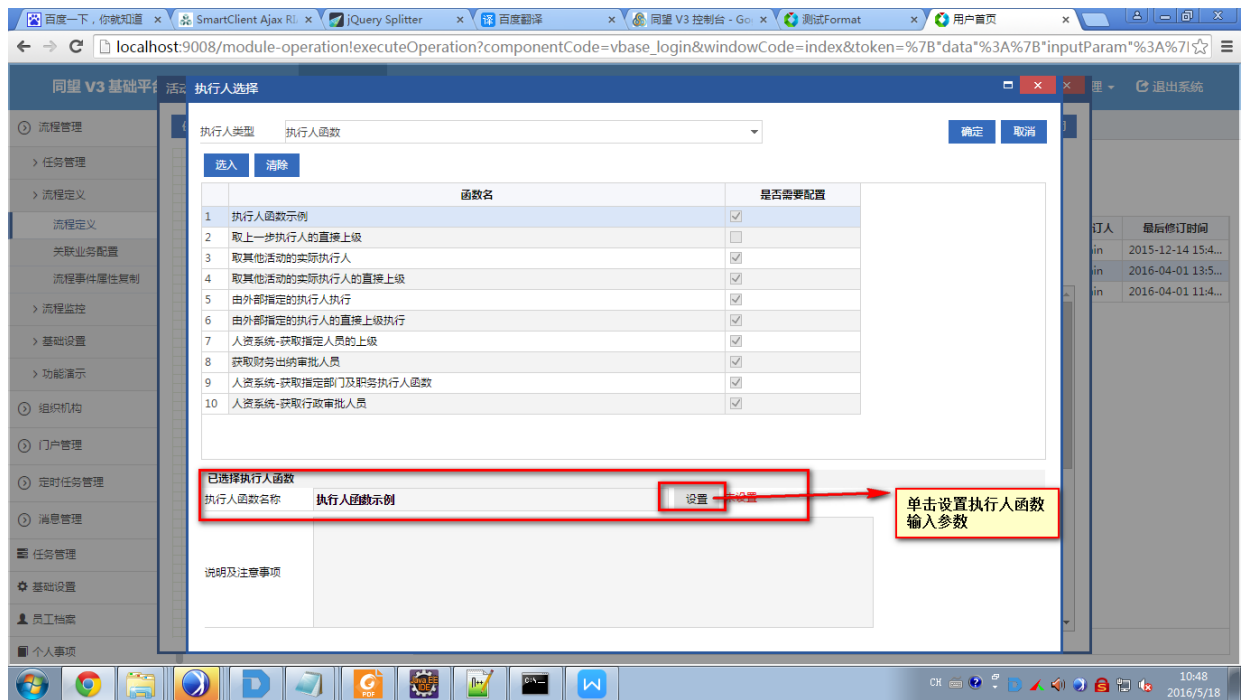 百度一下，你就知道
SmartClient Ajax RI
jQuery Splitter
百度翻译
同望 V3 控制台 - Go
测试Format
用户首页
localhost:9008/module-operation!executeOperation?componentCode=vbase_login&windowCode=index&token=%7B"data"%3A%7B"inputParam"%3A%7
同望 V3 基础平台
退出系统
执行人选择
执行人类型
执行人函数
确定
取消
选入
清除
流程管理
任务管理
流程定义
流程定义
关联业务配置
流程事件属性复制
流程监控
基础设置
功能演示
组织机构
门户管理
定时任务管理
消息管理
任务管理
基础设置
员工档案
个人事项
函数名 是否需要配置
1 执行人函数示例
2 取上一步执行人的直接上级
3 取其他活动的实际执行人
4 取其他活动的实际执行人的直接上级
5 由外部指定的执行人执行
6 由外部指定的执行人的直接上级执行
7 人资系统-获取指定人员的上级
8 获取财务出纳审批人员
9 人资系统-获取指定部门及职务执行人函数
10 人资系统-获取行政审批人员
订人 最后修订时间
in 2015-12-14 15:4...
in 2016-04-01 13:5...
in 2016-04-01 11:4...
已选择执行人函数
执行人函数名称 执行人函数示例 设置
单击设置执行人函数
输入参数
说明及注意事项
CH
10:48
2016/5/18